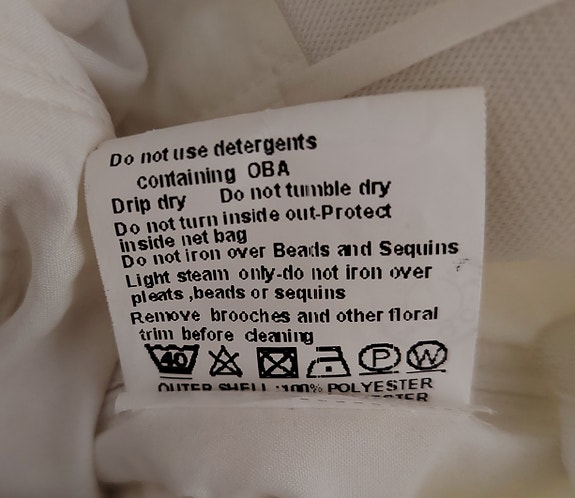 Do not use detergents
containing OBA
Drip dry Do not tumble dry
Do not turn inside out-Protect
inside net bag
Do not iron over Beads and Sequins
Light steam only-do not iron over
pleats ,beads or sequins
Remove brooches and other floral
trim before cleaning
40 P W
OUTER SHELL :100% POLYESTER